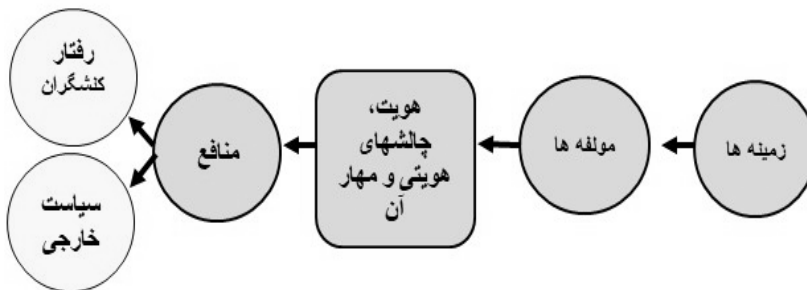 زمینه ها
مولفه ها
هویت،
چالشهای
هویتی و مهار
آن
منافع
رفتار
کنشگران
سیاست
خارجی